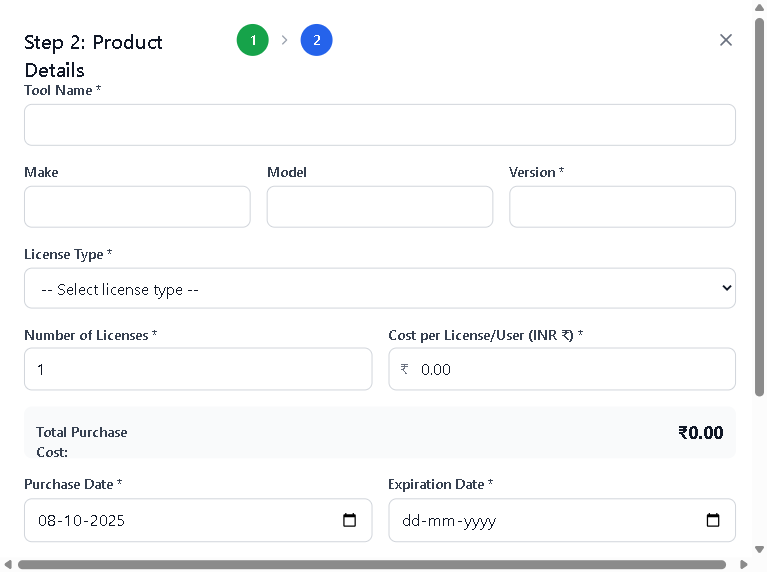 Step 2: Product
Details
1
2
Tool Name *
Make
Model
Version *
License Type *
-- Select license type --
Number of Licenses *
Cost per License/User (INR ₹) *
1
₹ 0.00
Total Purchase
Cost:
₹0.00
Purchase Date *
Expiration Date *
08-10-2025
dd-mm-yyyy